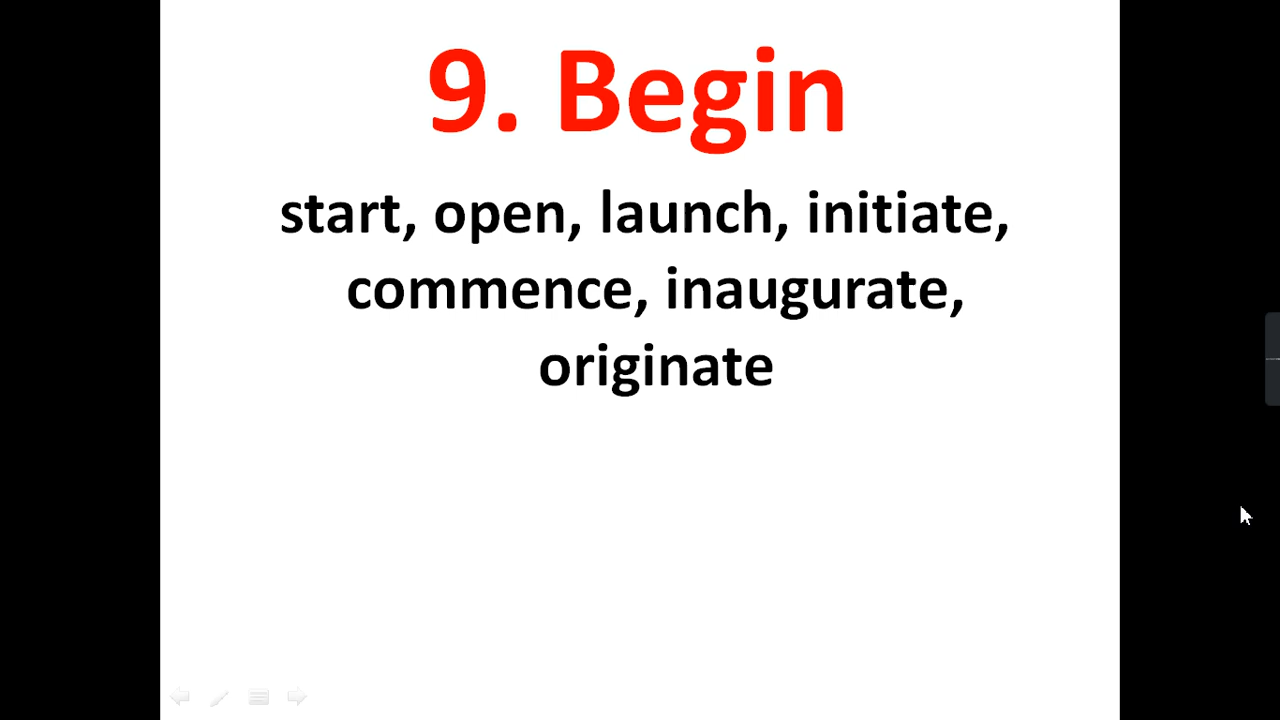 9. Begin
start, open, launch, initiate,
commence, inaugurate,
originate